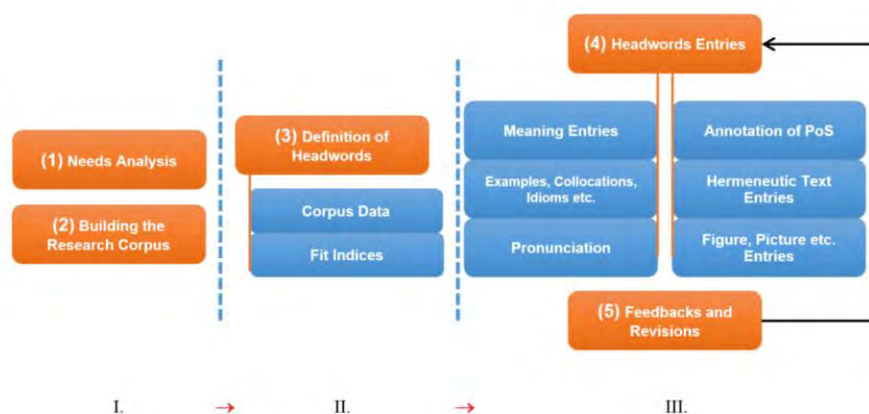 (1) Needs Analysis
(2) Building the
Research Corpus
(3) Definition of
Headwords
Corpus Data
Fit Indices
(4) Headwords Entries
Meaning Entries
Examples, Collocations,
Idioms etc.
Pronunciation
Annotation of PoS
Hermeneutic Text
Entries
Figure, Picture etc.
Entries
(5) Feedbacks and
Revisions
I. → II. → III.